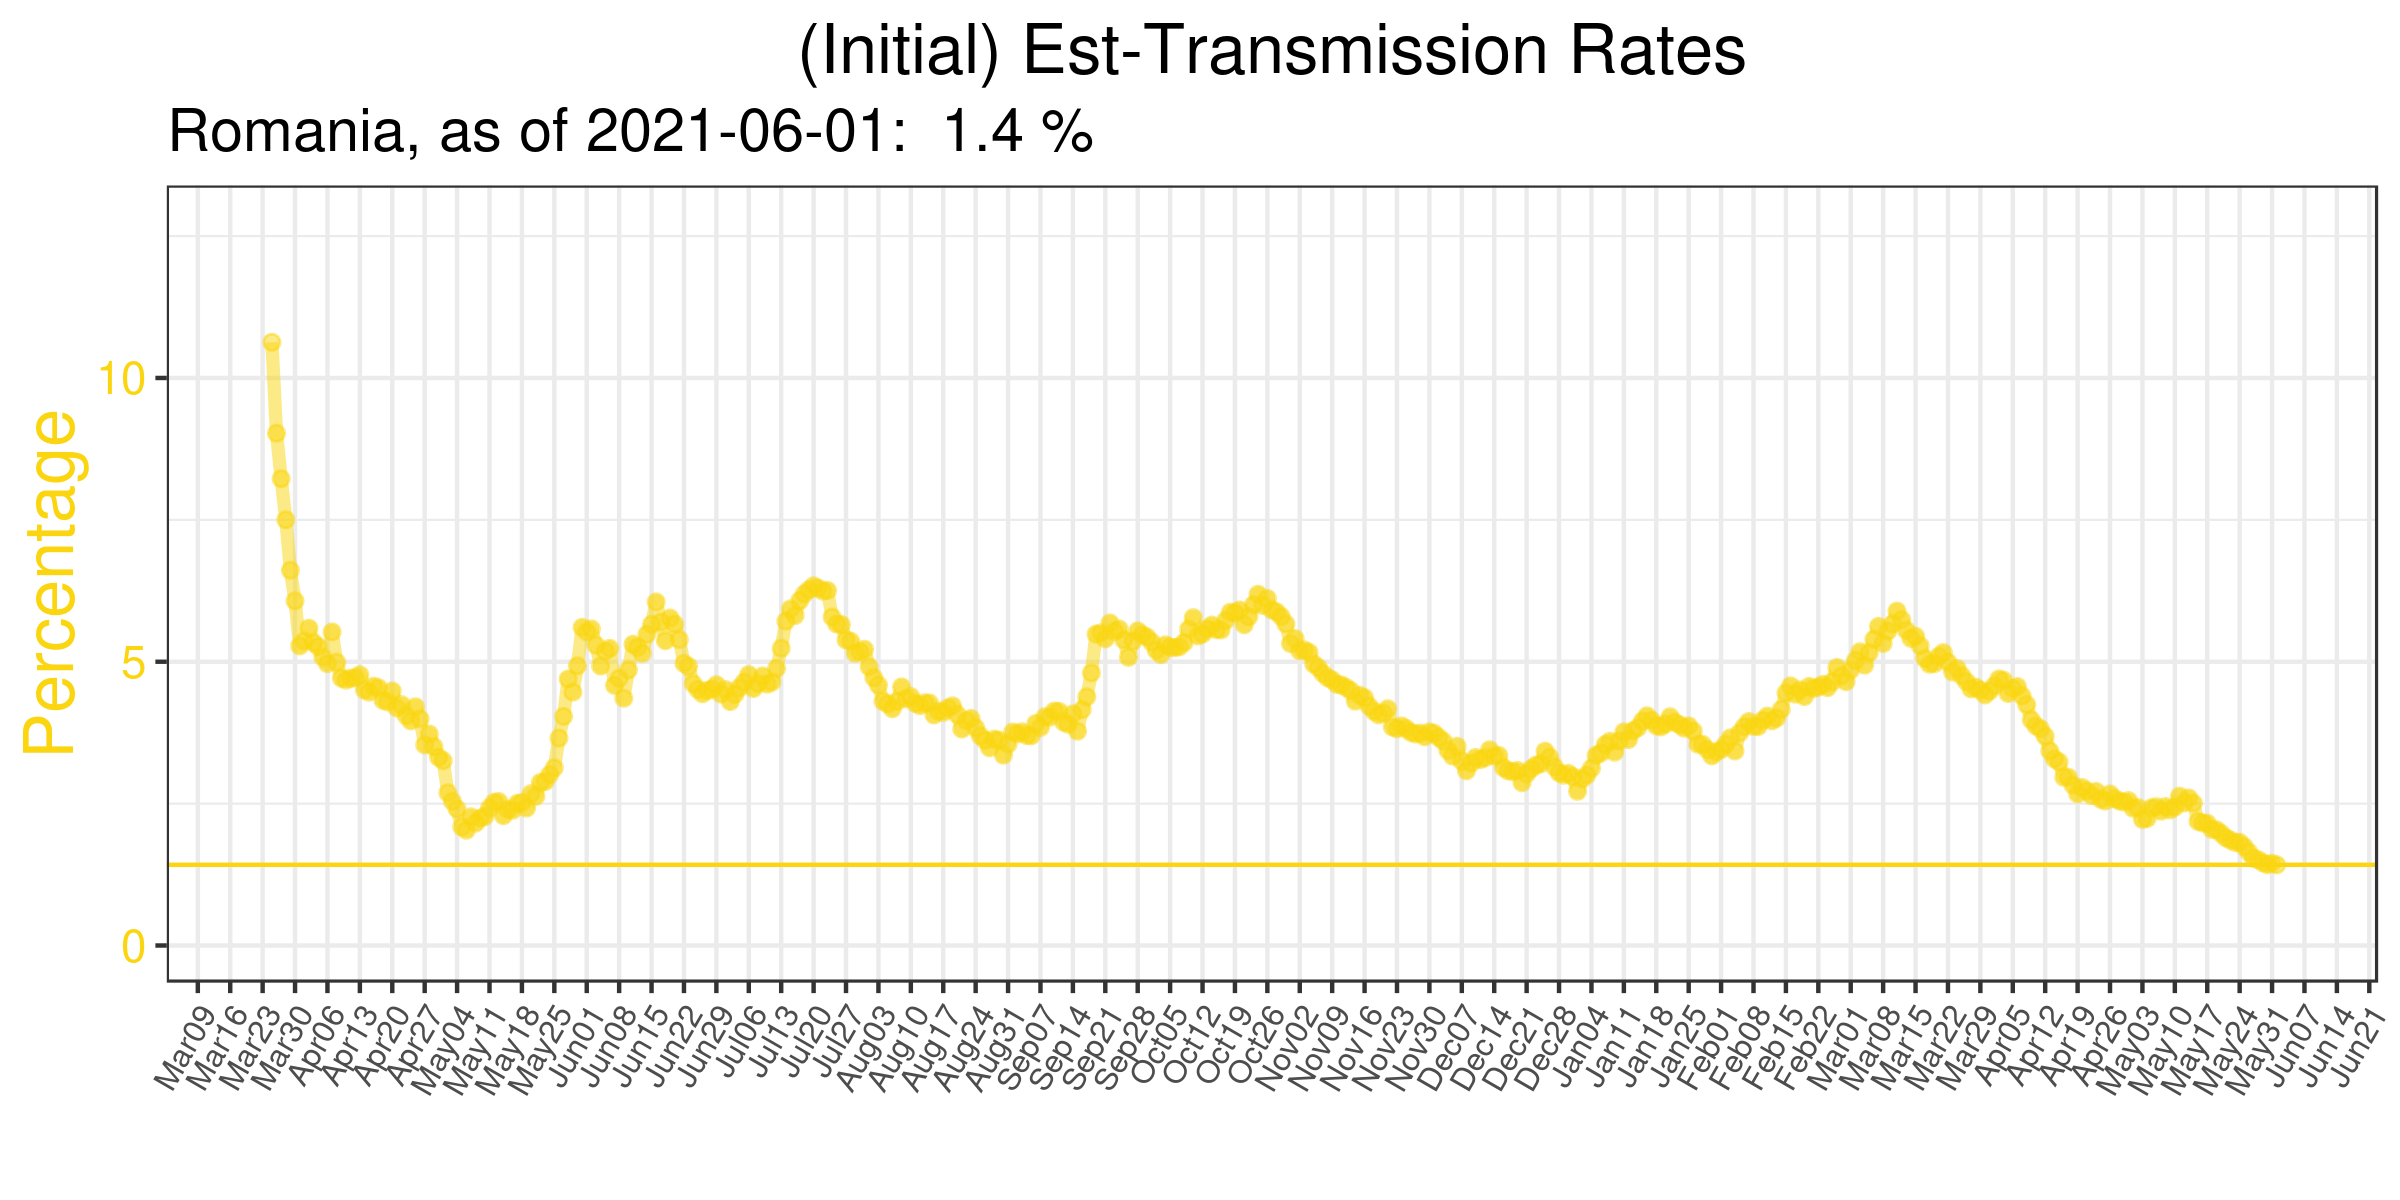 (Initial) Est-Transmission Rates
Romania, as of 2021-06-01:  1.4 %
Percentage
10
5
0
Mar09
Mar16
Mar23
Mar30
Apr06
Apr13
Apr20
Apr27
May04
May11
May18
May25
Jun01
Jun08
Jun15
Jun22
Jun29
Jul06
Jul13
Jul20
Jul27
Aug03
Aug10
Aug17
Aug24
Aug31
Sep07
Sep14
Sep21
Sep28
Oct05
Oct12
Oct19
Oct26
Nov02
Nov09
Nov16
Nov23
Nov30
Dec07
Dec14
Dec21
Dec28
Jan04
Jan11
Jan18
Jan25
Feb01
Feb08
Feb15
Feb22
Mar01
Mar08
Mar15
Mar22
Mar29
Apr05
Apr12
Apr19
Apr26
May03
May10
May17
May24
May31
Jun07
Jun14
Jun21